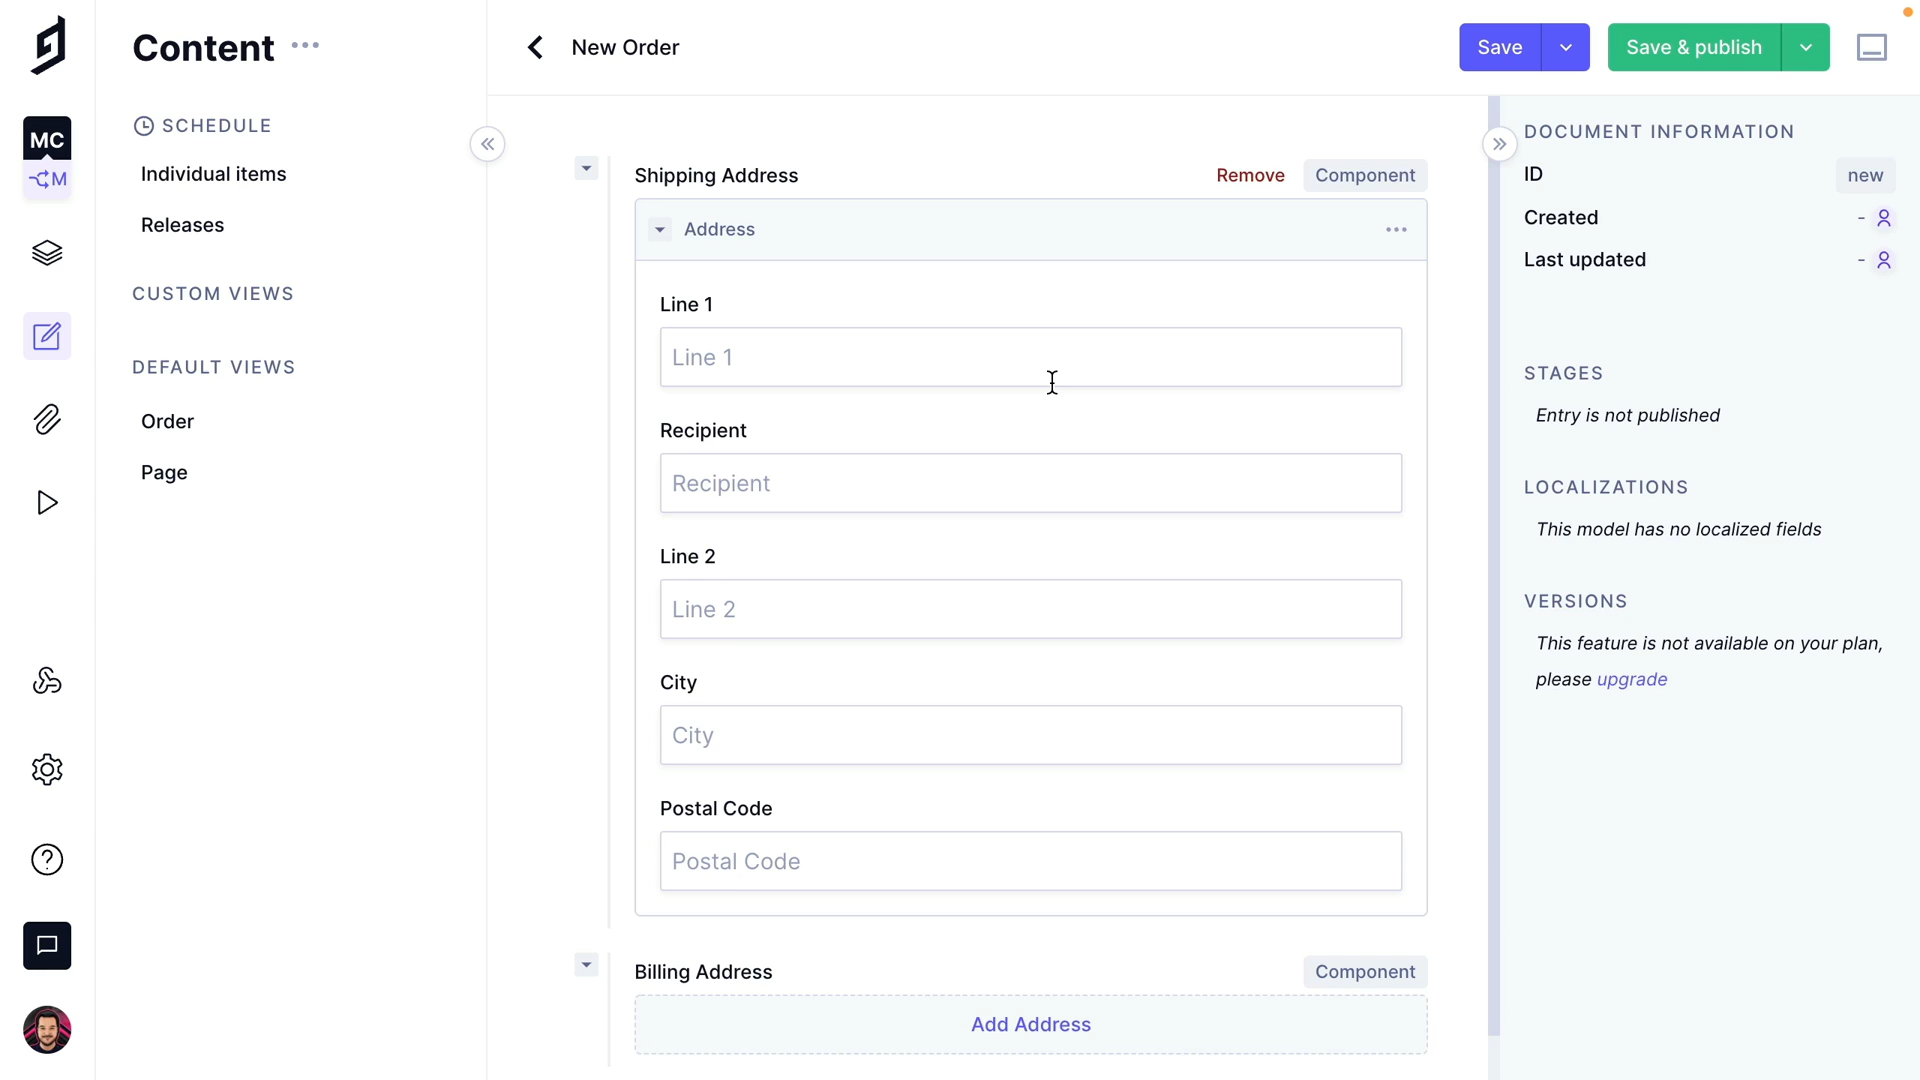 Content
MC
M
SCHEDULE
Individual items
Releases
CUSTOM VIEWS
DEFAULT VIEWS
Order
Page
New Order
Save
Save & publish
Shipping Address
Remove
Component
Address
Line 1
Line 1
Recipient
Recipient
Line 2
Line 2
City
City
Postal Code
Postal Code
Billing Address
Component
Add Address
DOCUMENT INFORMATION
ID
new
Created
-
Last updated
-
STAGES
Entry is not published
LOCALIZATIONS
This model has no localized fields
VERSIONS
This feature is not available on your plan,
please upgrade